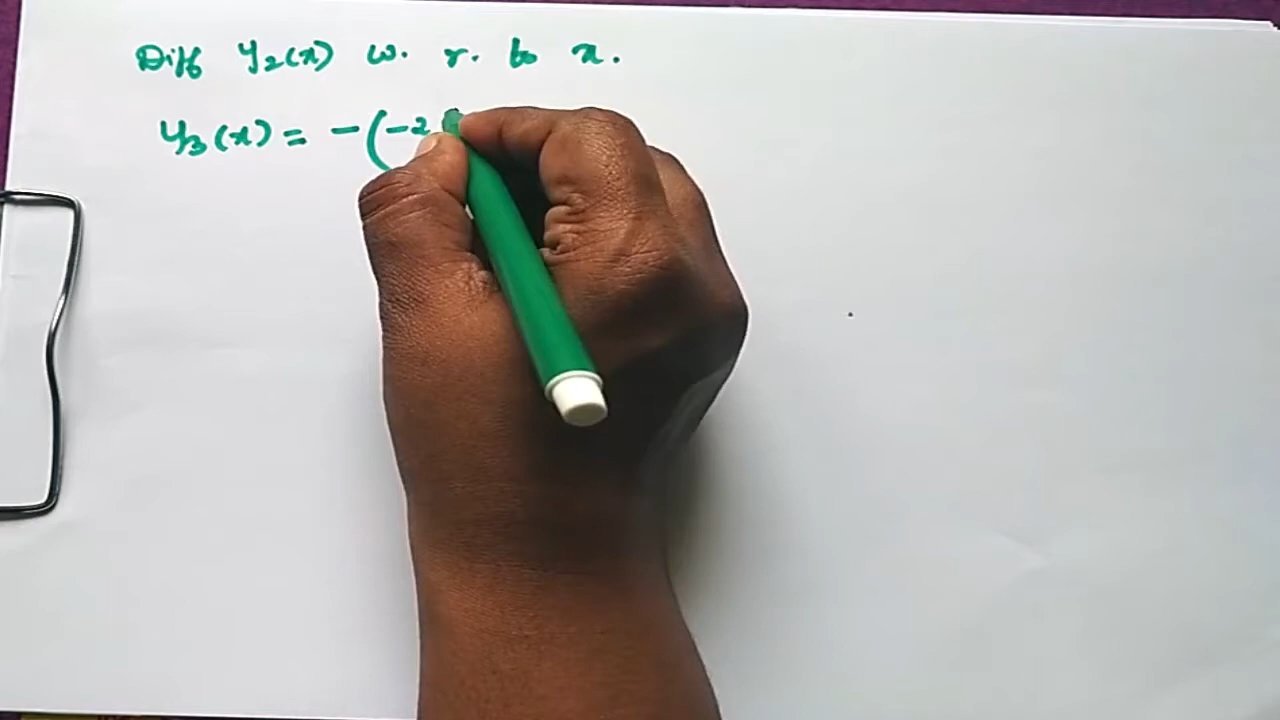 Diff y₂(x) w. r. to x.
y₃(x) = -(-2